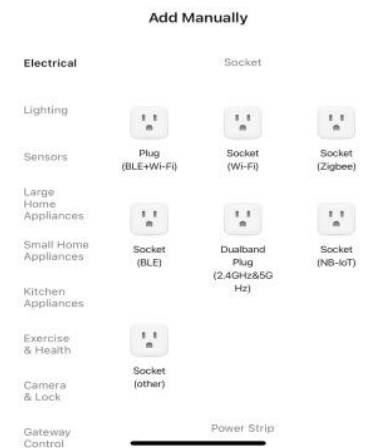 Add Manually
Electrical
Lighting
Sensors
Large
Home
Appliances
Small Home
Appliances
Kitchen
Appliances
Exercise
& Health
Camera
& Lock
Gateway
Control
Socket
Plug
(BLE+Wi-Fi)
Socket
(Wi-Fi)
Socket
(Zigbee)
Socket
(BLE)
Dualband
Plug
(2.4GHz&5G
Hz)
Socket
(NB-IoT)
Socket
(other)
Power Strip